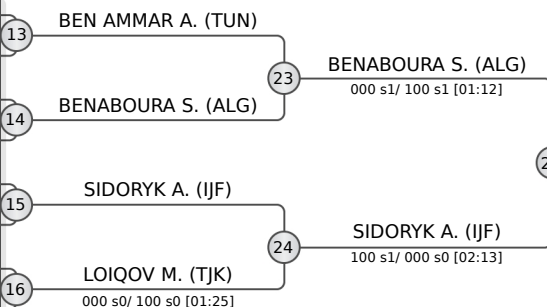 BEN AMMAR A. (TUN)
13
BENABOURA S. (ALG)
23
000 s1/ 100 s1 [01:12]
BENABOURA S. (ALG)
14
SIDORYK A. (IJF)
15
SIDORYK A. (IJF)
24
100 s1/ 000 s0 [02:13]
LOIQOV M. (TJK)
16
000 s0/ 100 s0 [01:25]